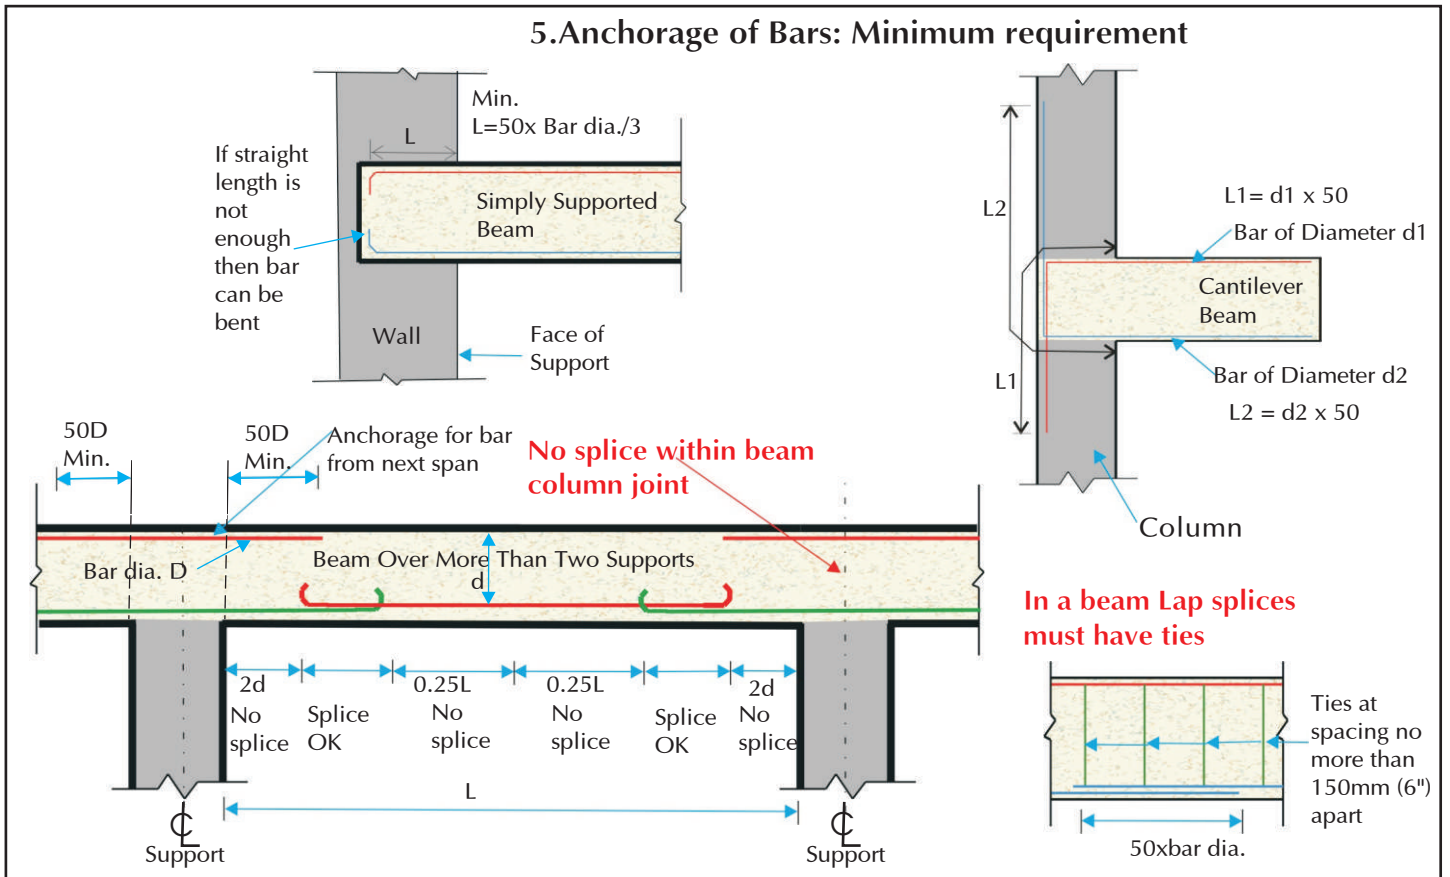 5.Anchorage of Bars: Minimum requirement
Min.
L=50x Bar dia./3
L
If straight
length is
not
enough
then bar
can be
bent
Simply Supported
Beam
Wall
Face of
Support
L2
L1= d1 x 50
Bar of Diameter d1
Cantilever
Beam
L1
Bar of Diameter d2
L2 = d2 x 50
Column
50D
Min.
50D
Min.
Anchorage for bar
from next span
No splice within beam
column joint
Bar dia. D
Beam Over More Than Two Supports
d
2d
No
splice
Splice
OK
0.25L
No
splice
0.25L
No
splice
Splice
OK
2d
No
splice
L
℄
Support
℄
Support
In a beam Lap splices
must have ties
Ties at
spacing no
more than
150mm (6")
apart
50xbar dia.